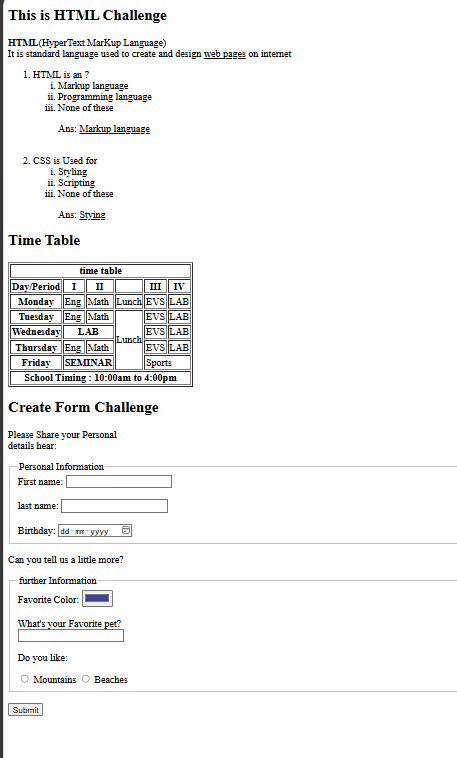 This is HTML Challenge
HTML(HyperText MarKup Language)
It is standard language used to create and design web pages on internet
1. HTML is an ?
i. Markup language
ii. Programming language
iii. None of these
Ans: Markup language
2. CSS is Used for
i. Styling
ii. Scripting
iii. None of these
Ans: Stying
Time Table
time table
Day/Period I II III IV
Monday Eng Math Lunch EVS LAB
Tuesday Eng Math Lunch EVS LAB
Wednesday LAB EVS LAB
Thursday Eng Math EVS LAB
Friday SEMINAR Sports
School Timing : 10:00am to 4:00pm
Create Form Challenge
Please Share your Personal
details hear:
Personal Information
First name:
last name:
Birthday: dd-mm-yyyy
Can you tell us a little more?
further Information
Favorite Color:
What's your Favorite pet?
Do you like:
Mountains Beaches
Submit